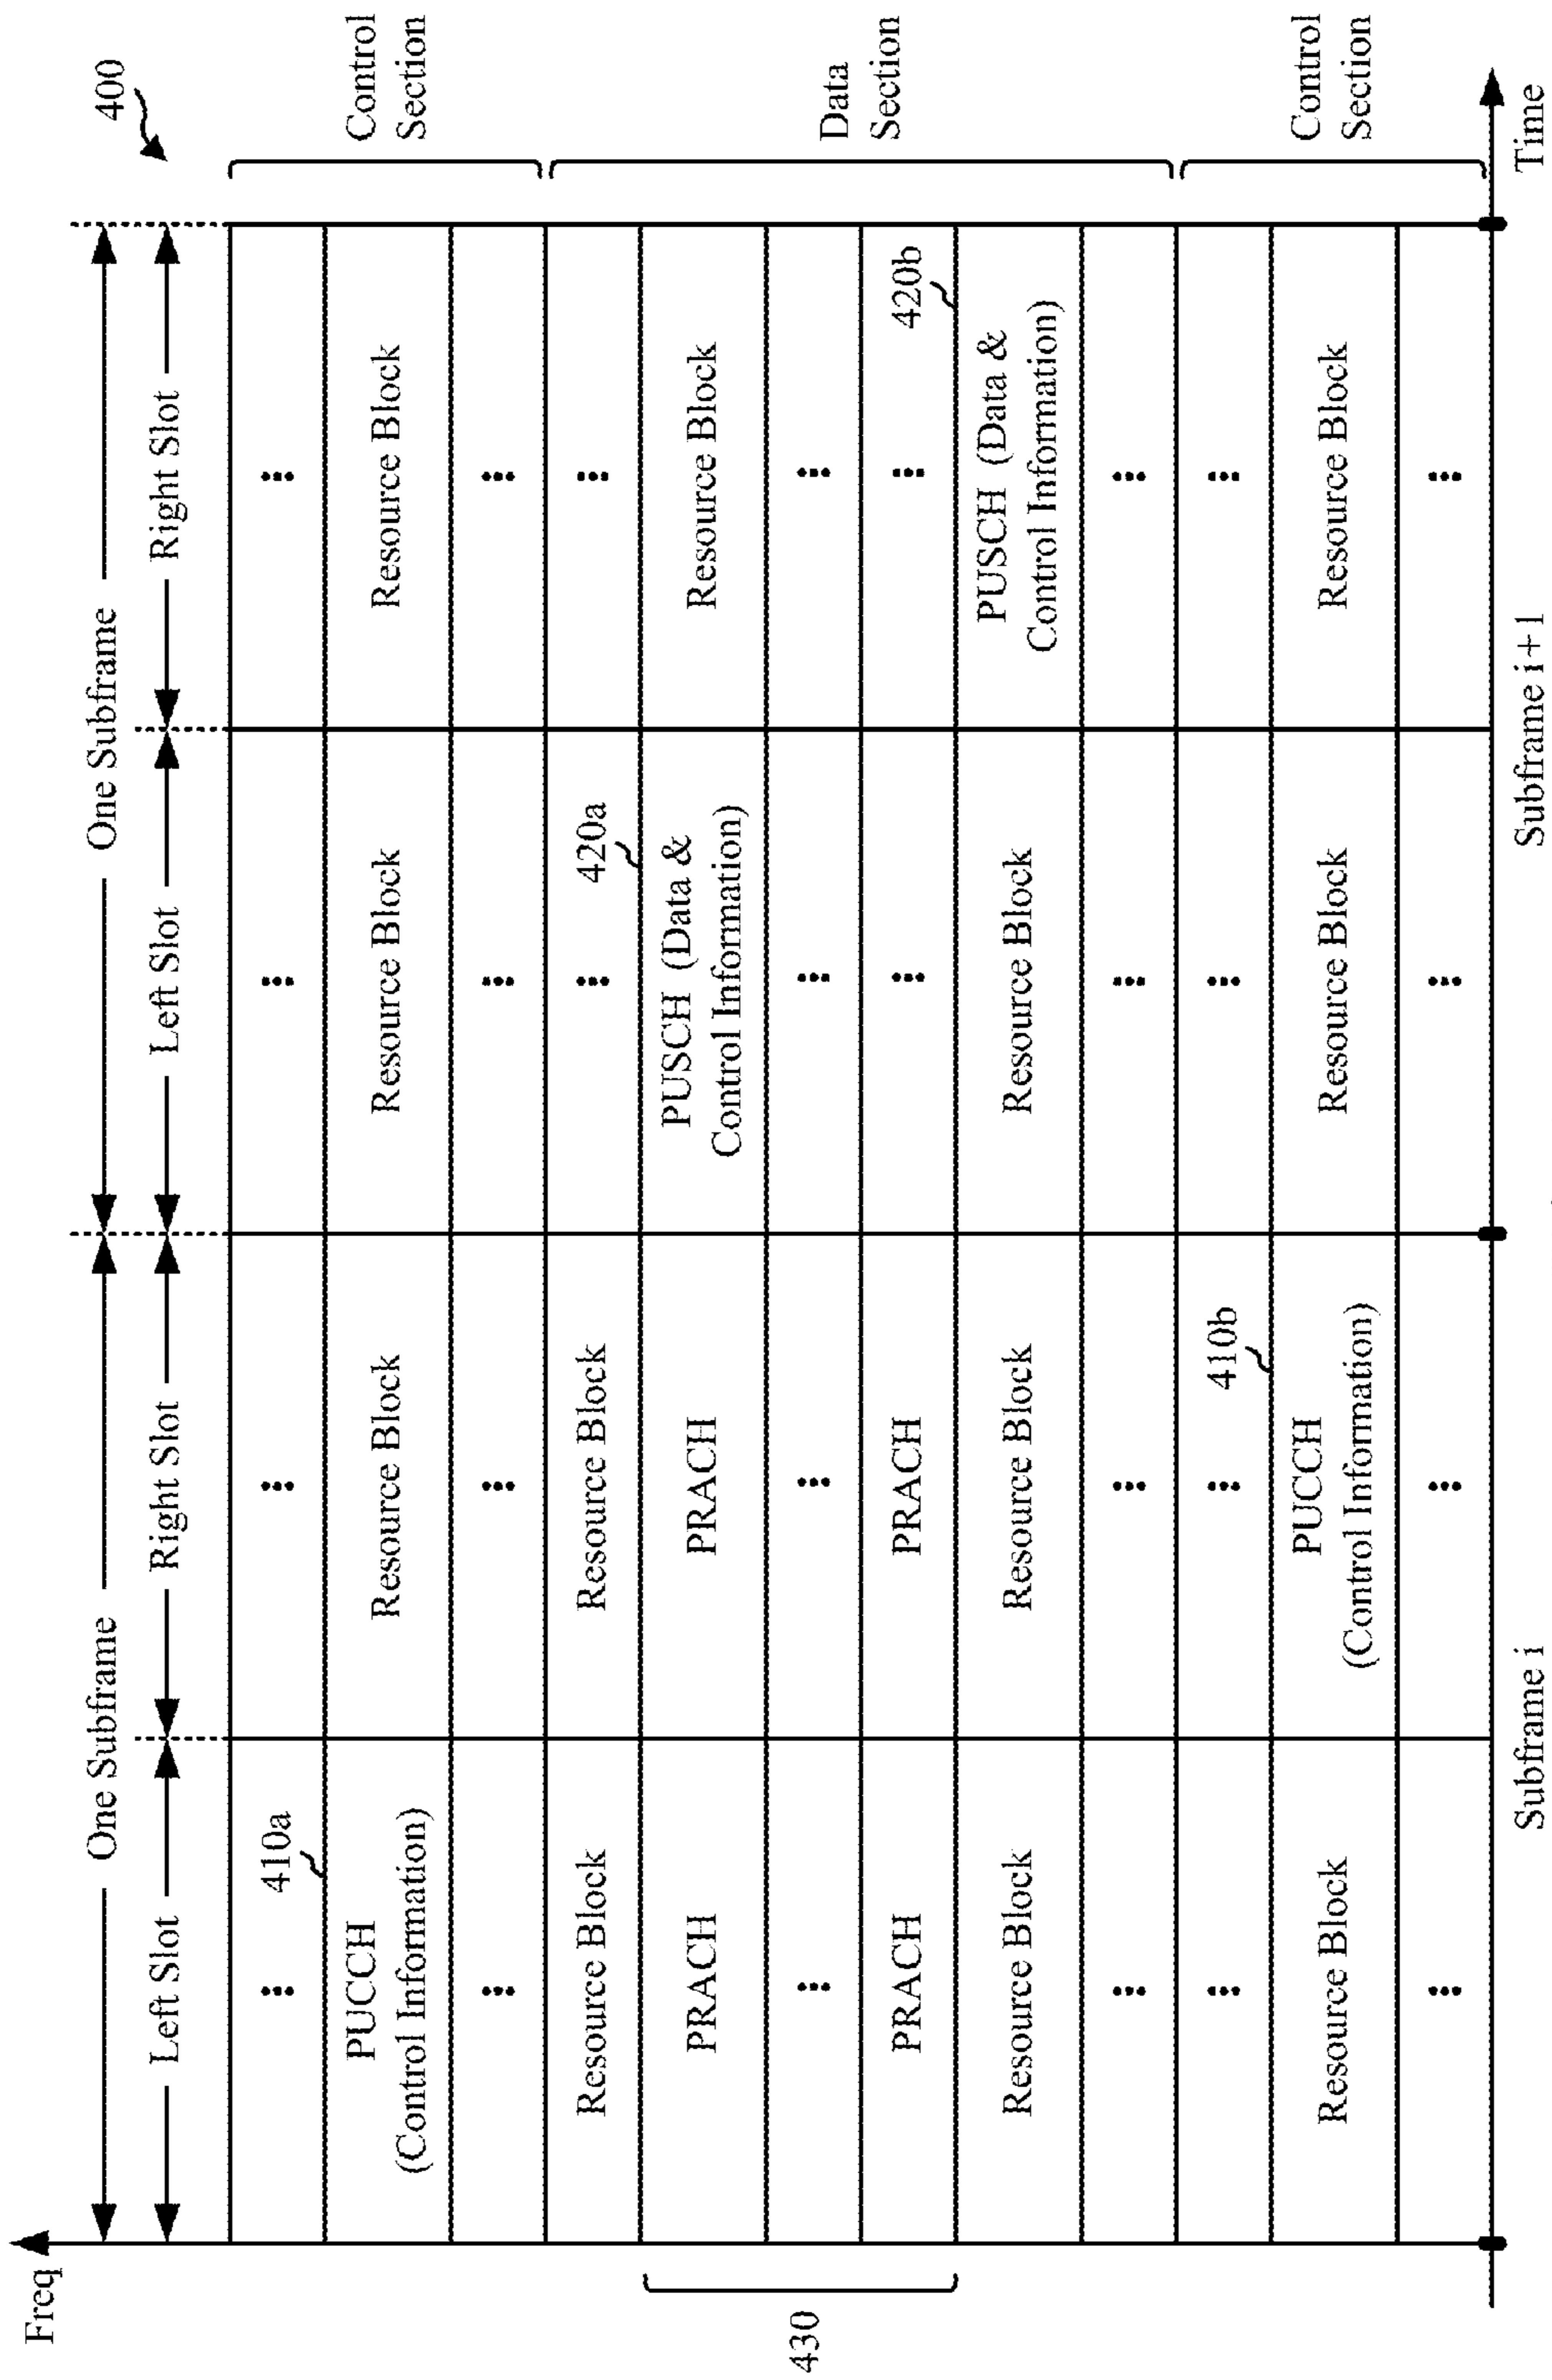 400
Freq
One Subframe
One Subframe
Left Slot
Right Slot
Left Slot
Right Slot
410a
PUCCH
(Control Information)
Resource Block
Resource Block
Resource Block
Control
Section
Resource Block
Resource Block
420a
PRACH
PRACH
PUSCH (Data &
Control Information)
Resource Block
430
PRACH
PRACH
420b
Resource Block
Resource Block
Resource Block
PUSCH (Data &
Control Information)
Data
Section
410b
Resource Block
PUCCH
(Control Information)
Resource Block
Resource Block
Control
Section
Subframe i
Subframe i + 1
Time